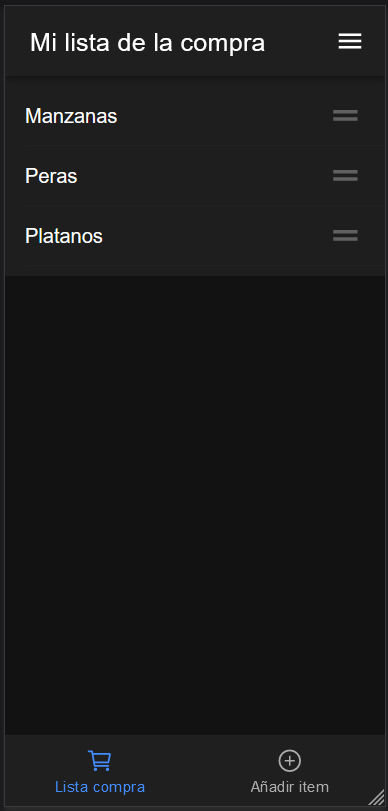 Mi lista de la compra
Manzanas
Peras
Platanos
Lista compra
Añadir item